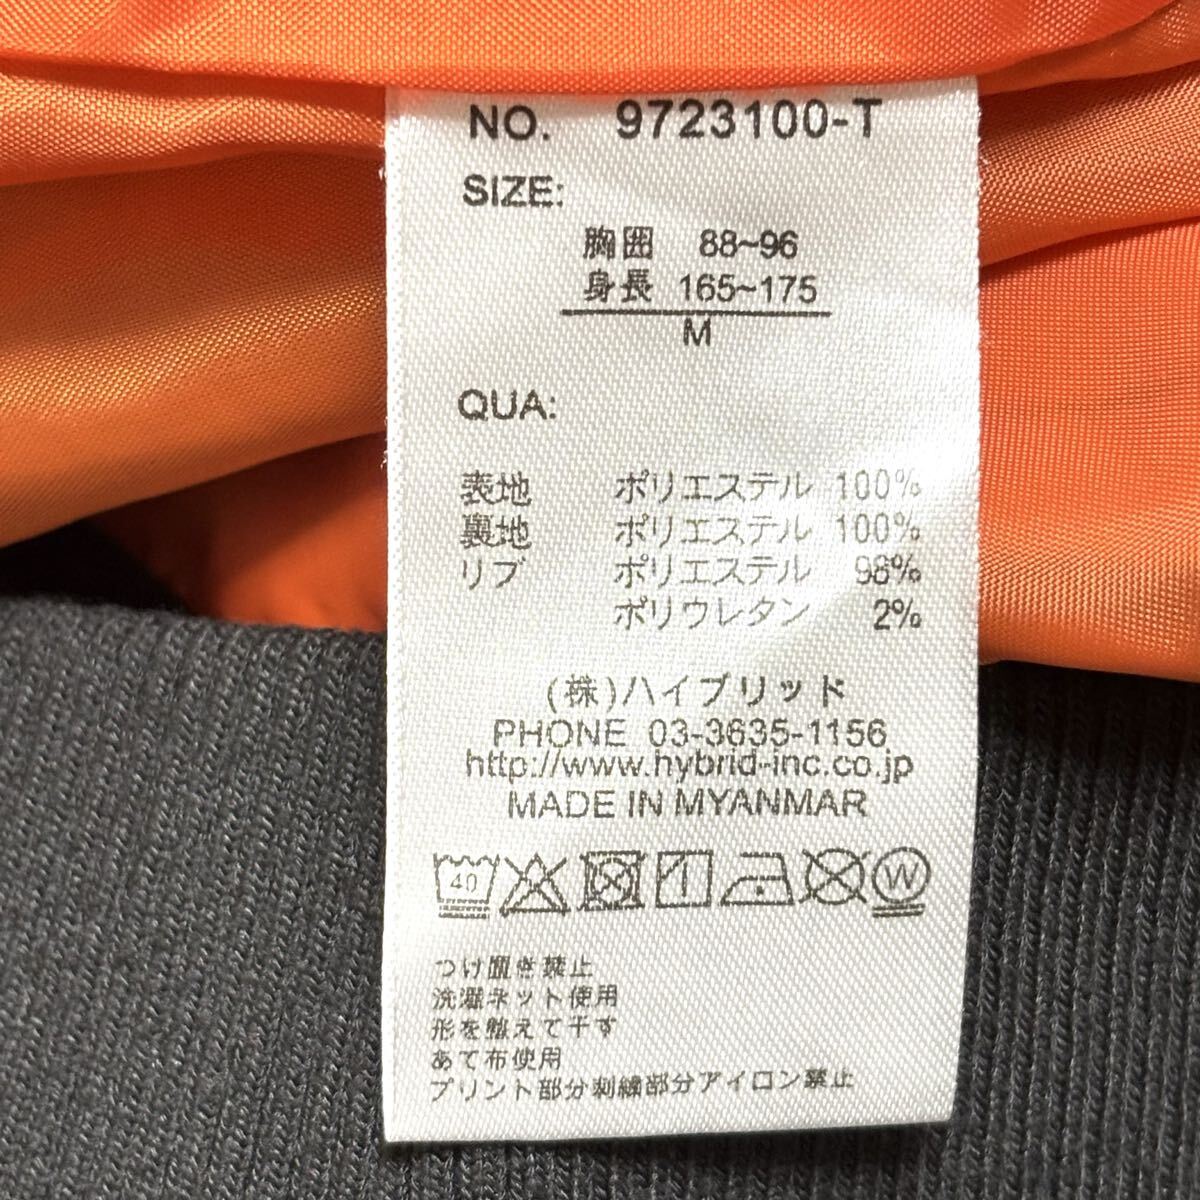 NO. 9723100-T
SIZE:
胸囲 88~96
身長 165~175
M
QUA:
表地 ポリエステル 100%
裏地 ポリエステル 100%
リブ ポリエステル 98%
ポリウレタン 2%
(株)ハイブリッド
PHONE 03-3635-1156
http://www.hybrid-inc.co.jp
MADE IN MYANMAR
40 W
つけ置き禁止
洗濯ネット使用
形を整えて干す
あて布使用
プリント部分刺繍部分アイロン禁止